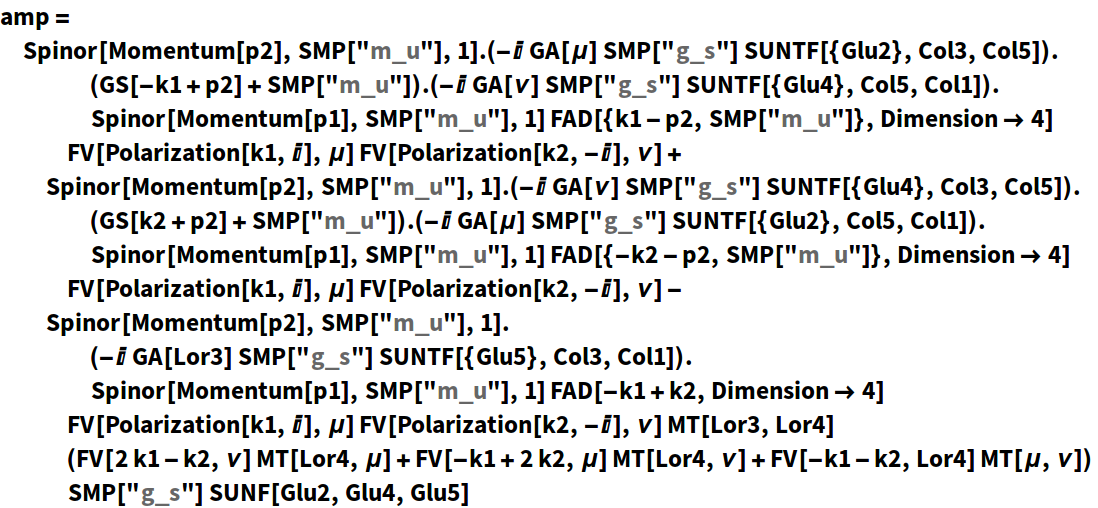 amp =
Spinor[Momentum[p2], SMP["m_u"], 1].(-ⅈ GA[μ] SMP["g_s"] SUNTF[{Glu2}, Col3, Col5]).
(GS[-k1 + p2] + SMP["m_u"]).(-ⅈ GA[ν] SMP["g_s"] SUNTF[{Glu4}, Col5, Col1]).
Spinor[Momentum[p1], SMP["m_u"], 1] FAD[{k1 - p2, SMP["m_u"]}, Dimension → 4]
FV[Polarization[k1, ⅈ], μ] FV[Polarization[k2, -ⅈ], ν] +
Spinor[Momentum[p2], SMP["m_u"], 1].(-ⅈ GA[ν] SMP["g_s"] SUNTF[{Glu4}, Col3, Col5]).
(GS[k2 + p2] + SMP["m_u"]).(-ⅈ GA[μ] SMP["g_s"] SUNTF[{Glu2}, Col5, Col1]).
Spinor[Momentum[p1], SMP["m_u"], 1] FAD[{-k2 - p2, SMP["m_u"]}, Dimension → 4]
FV[Polarization[k1, ⅈ], μ] FV[Polarization[k2, -ⅈ], ν] -
Spinor[Momentum[p2], SMP["m_u"], 1].
(-ⅈ GA[Lor3] SMP["g_s"] SUNTF[{Glu5}, Col3, Col1]).
Spinor[Momentum[p1], SMP["m_u"], 1] FAD[-k1 + k2, Dimension → 4]
FV[Polarization[k1, ⅈ], μ] FV[Polarization[k2, -ⅈ], ν] MT[Lor3, Lor4]
(FV[2 k1 - k2, ν] MT[Lor4, μ] + FV[-k1 + 2 k2, μ] MT[Lor4, ν] + FV[-k1 - k2, Lor4] MT[μ, ν])
SMP["g_s"] SUNF[Glu2, Glu4, Glu5]